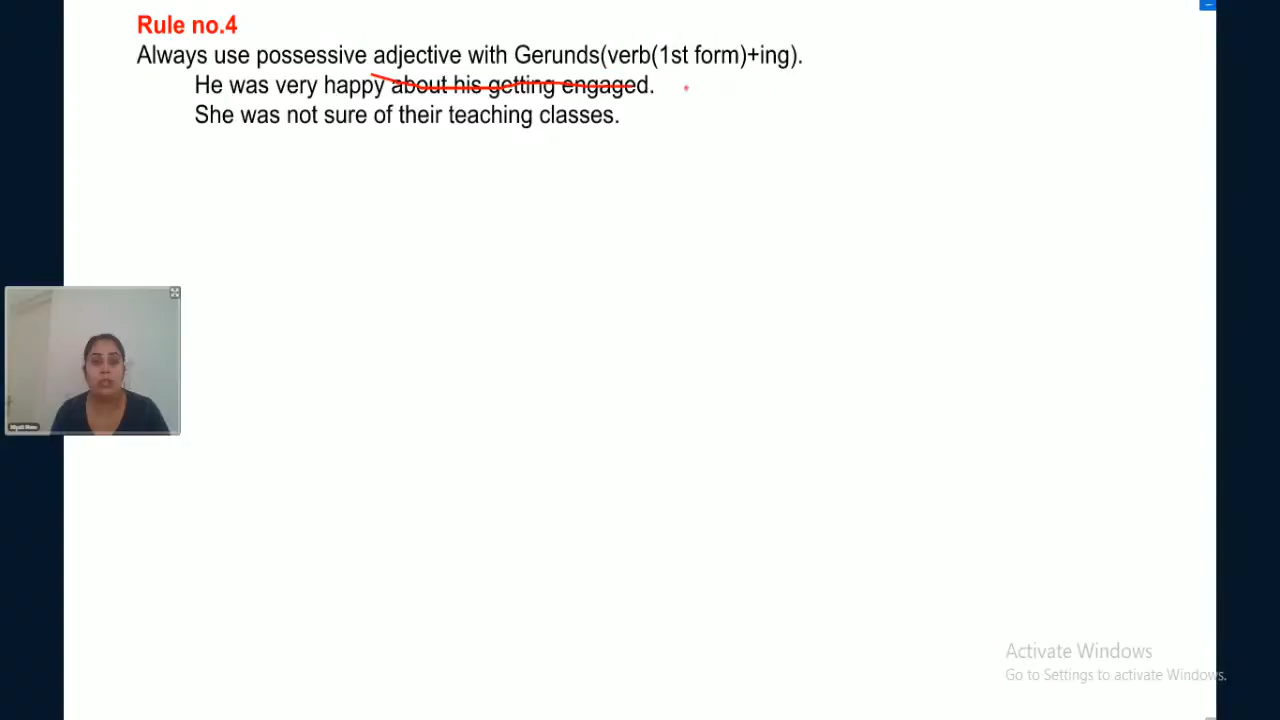 Rule no.4
Always use possessive adjective with Gerunds(verb(1st form)+ing).
He was very happy about his getting engaged.
She was not sure of their teaching classes.
Activate Windows
Go to Settings to activate Windows.